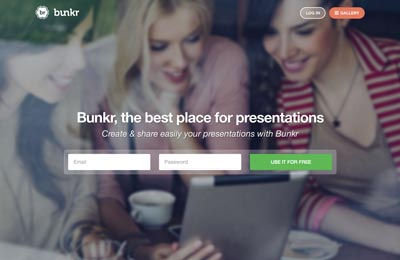 bunkr
LOG IN
GALLERY
Bunkr, the best place for presentations
Create & share easily your presentations with Bunkr
Email
Password
USE IT FOR FREE